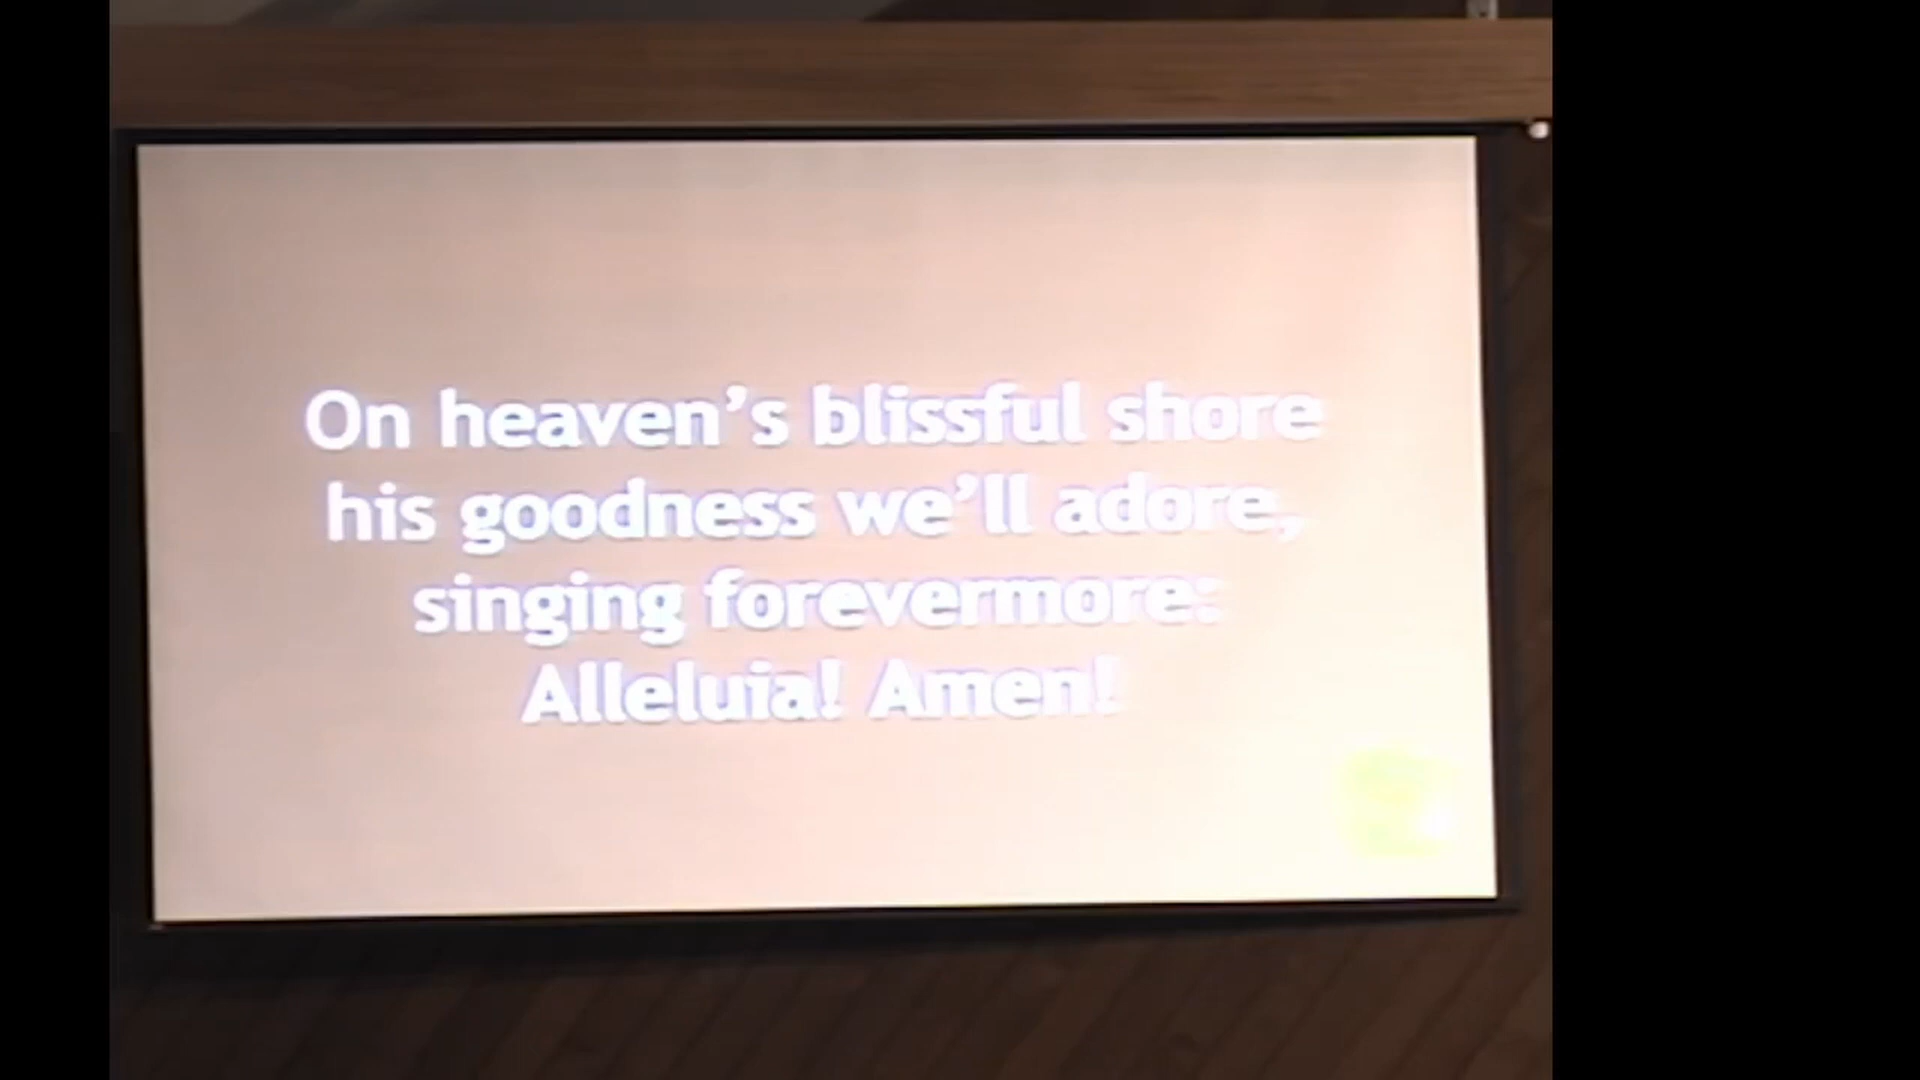 On heaven's blissful shore
his goodness we'll adore,
singing forevermore:
Alleluia! Amen!